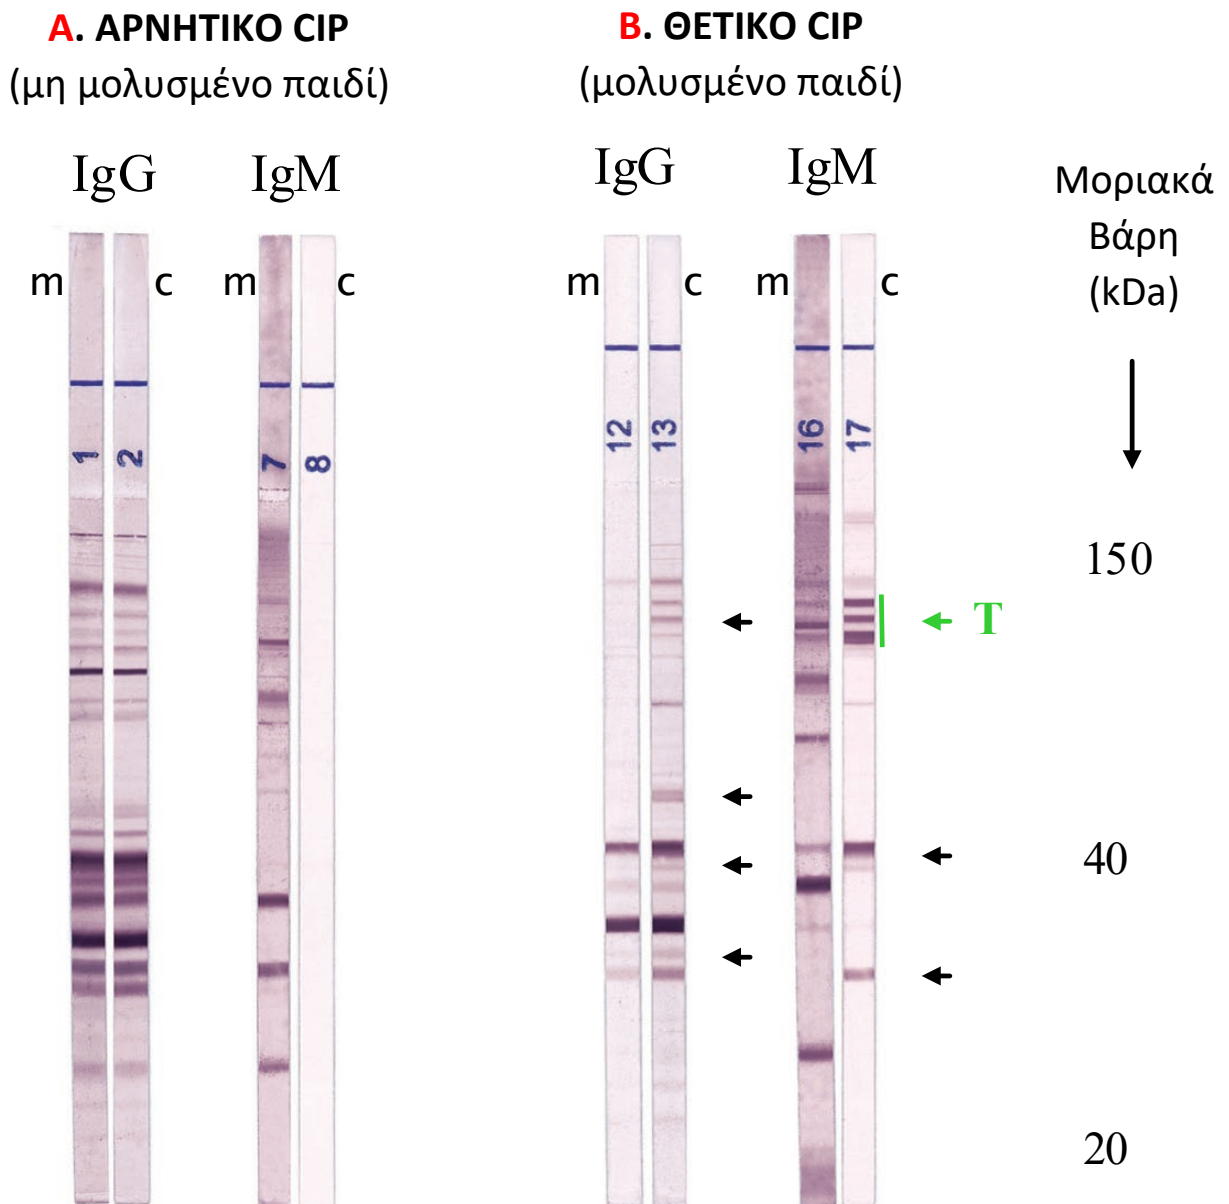 A. ΑΡΝΗΤΙΚΟ CIP
(μη μολυσμένο παιδί)
B. ΘΕΤΙΚΟ CIP
(μολυσμένο παιδί)
IgG
IgM
IgG
IgM
Μοριακά
Βάρη
(kDa)
m
c
m
c
m
c
m
c
1
2
7
8
12
13
16
17
150
T
40
20